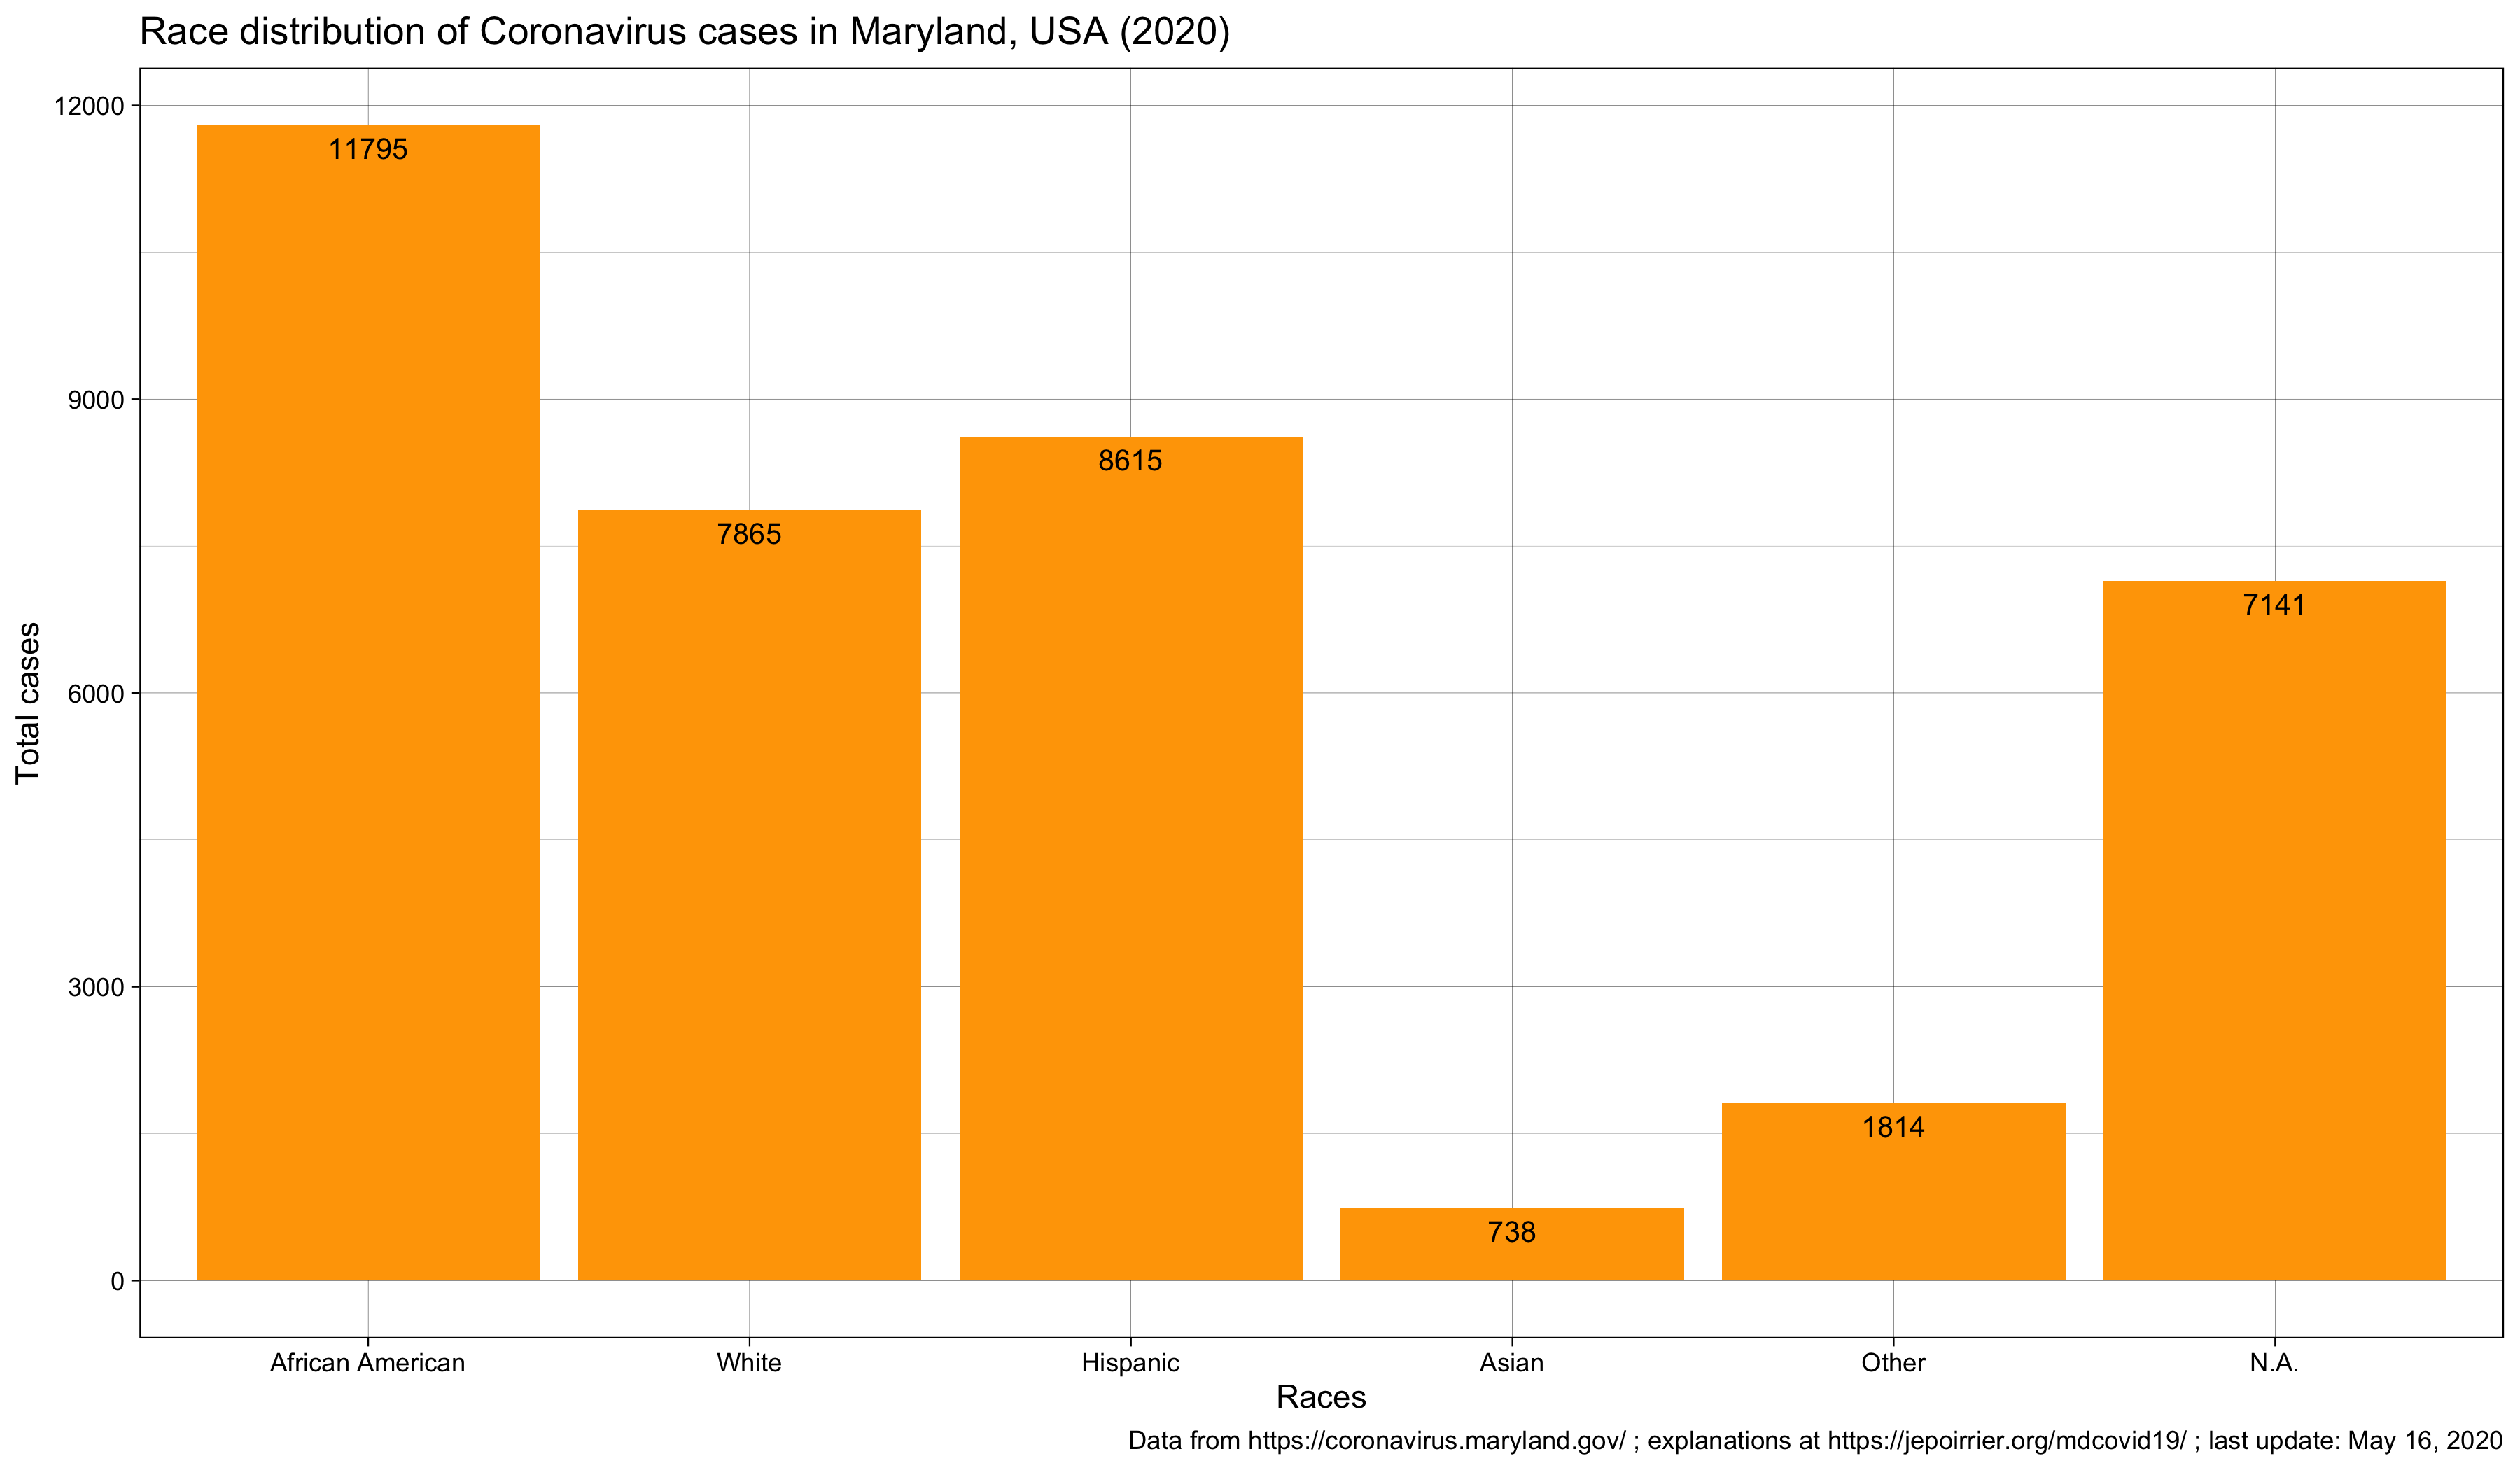 Race distribution of Coronavirus cases in Maryland, USA (2020)
Total cases
12000
9000
6000
3000
0
11795
7865
8615
738
1814
7141
African American
White
Hispanic
Asian
Other
N.A.
Races
Data from https://coronavirus.maryland.gov/ ; explanations at https://jepoirrier.org/mdcovid19/ ; last update: May 16, 2020